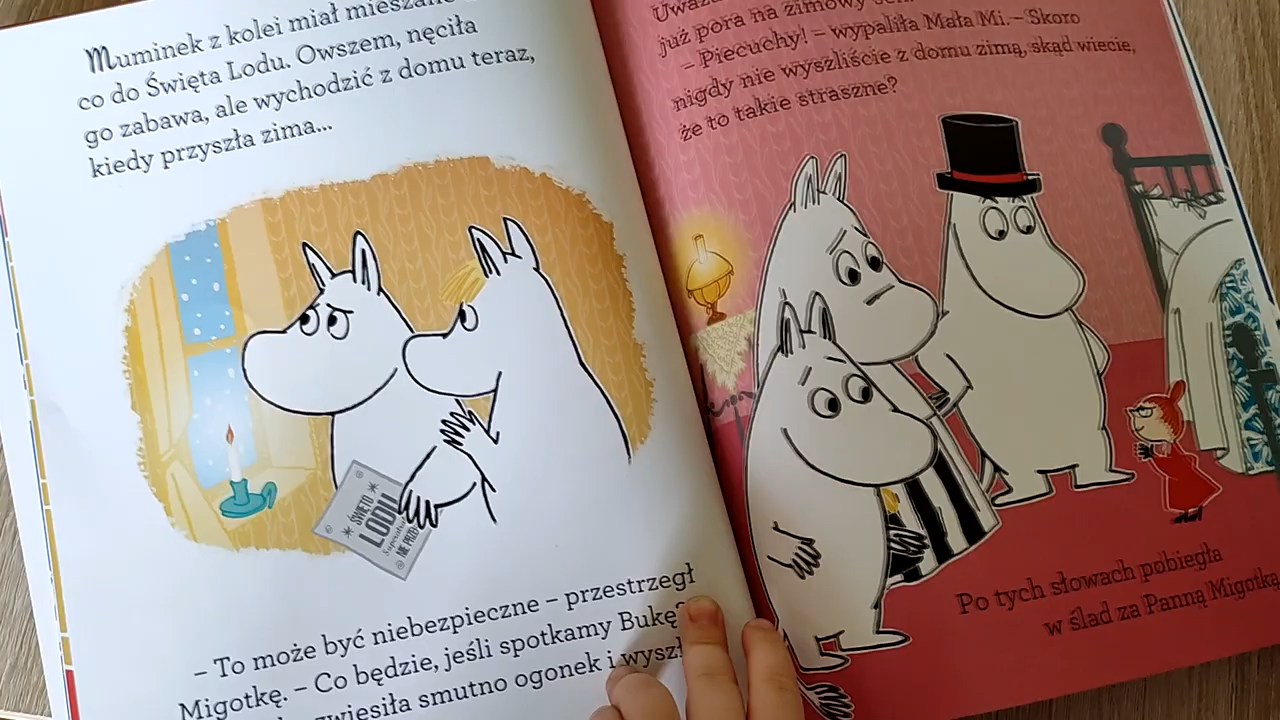 Muminek z kolei miał
co do Święta Lodu. Owszem, nęciła
go zabawa, ale wychodzić z domu teraz,
kiedy przyszła zima...
ŚWIĘTO
LODU
NIE
– To może być niebezpieczne – przestrzegł
Migotkę. – Co będzie, jeśli spotkamy Bukę?
zwiesiła smutno ogonek i
już pora na zimowy
– Piecuchy! – wypaliła Mała Mi. – Skoro
nigdy nie wyszliście z domu zimą, skąd wiecie,
że to takie straszne?
Po tych słowach pobiegła
w ślad za Panną